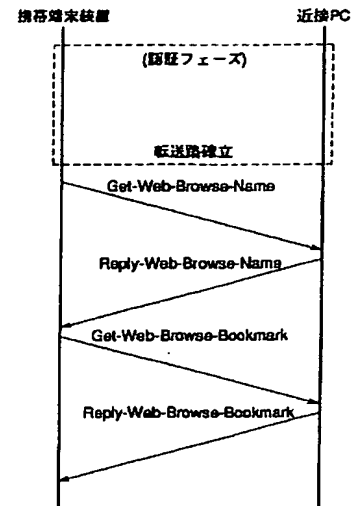 携帯端末装置
近接PC
(認証フェーズ)
転送路確立
Get-Web-Browse-Name
Reply-Web-Browse-Name
Get-Web-Browse-Bookmark
Reply-Web-Browse-Bookmark